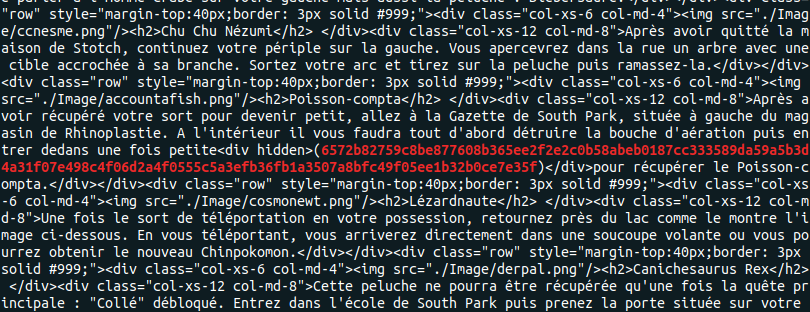 "row" style="margin-top:40px;border: 3px solid #999;"><div class="col-xs-6 col-md-4"><img src="./Imag
e/ccnesme.png"/><h2>Chu Chu Nézumi</h2> </div><div class="col-xs-12 col-md-8">Après avoir quitté la m
aison de Stotch, continuez votre périple sur la gauche. Vous apercevrez dans la rue un arbre avec une
cible accrochée à sa branche. Sortez votre arc et tirez sur la peluche puis ramassez-la.</div></div>
<div class="row" style="margin-top:40px;border: 3px solid #999;"><div class="col-xs-6 col-md-4"><img
src="./Image/accountafish.png"/><h2>Poisson-compta</h2> </div><div class="col-xs-12 col-md-8">Après a
voir récupéré votre sort pour devenir petit, allez à la Gazette de South Park, située à gauche du mag
asin de Rhinoplastie. A l'intérieur il vous faudra tout d'abord détruire la bouche d'aération puis en
trer dedans une fois petite<div hidden>(6572b82759c8be877608b365ee2f2e2c0b58abeb0187cc333589da59a5b3d
4a31f07e498c4f06d2a4f0555c5a3efb36fb1a3507a8bfc49f05ee1b32b0ce7e35f)</div>pour récupérer le Poisson-c
ompta.</div></div><div class="row" style="margin-top:40px;border: 3px solid #999;"><div class="col-xs
-6 col-md-4"><img src="./Image/cosmonewt.png"/><h2>Lézardnaute</h2> </div><div class="col-xs-12 col-m
d-8">Une fois le sort de téléportation en votre possession, retournez près du lac comme le montre l'i
mage ci-dessous. En vous téléportant, vous arriverez directement dans une soucoupe volante ou vous po
urrez obtenir le nouveau Chinpokomon.</div></div><div class="row" style="margin-top:40px;border: 3px
solid #999;"><div class="col-xs-6 col-md-4"><img src="./Image/derpal.png"/><h2>Canichesaurus Rex</h2>
</div><div class="col-xs-12 col-md-8">Cette peluche ne pourra être récupérée qu'une fois la quête pr
incipale : "Collé" débloqué. Entrez dans l'école de South Park puis prenez la porte située sur votre